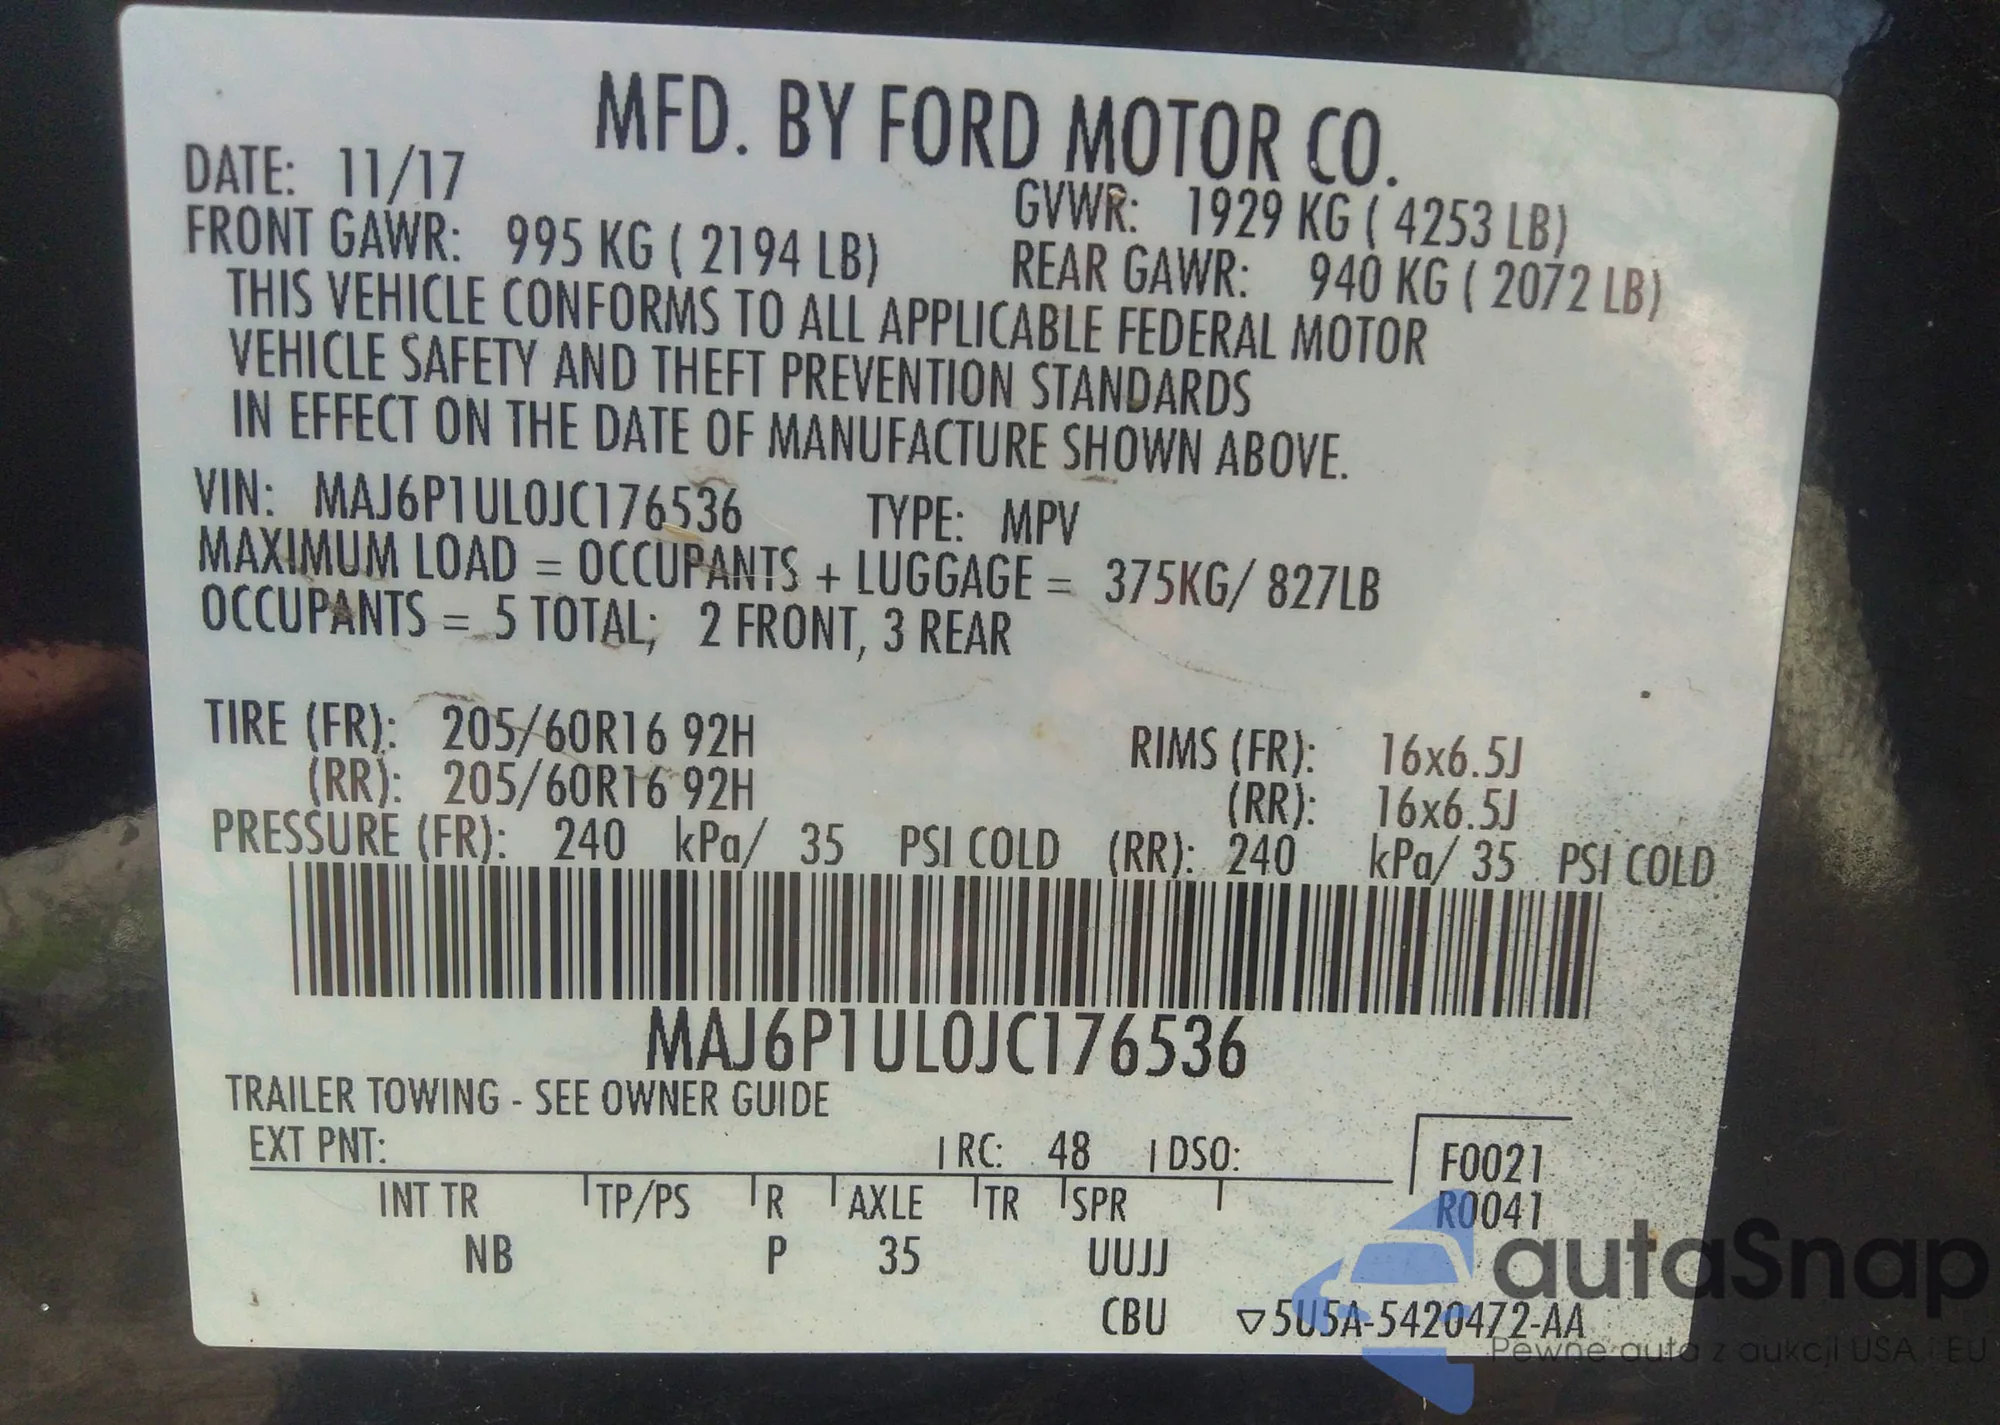 MFD. BY FORD MOTOR CO.
DATE: 11/17 GVWR: 1929 KG ( 4253 LB)
FRONT GAWR: 995 KG ( 2194 LB) REAR GAWR: 940 KG ( 2072 LB)
THIS VEHICLE CONFORMS TO ALL APPLICABLE FEDERAL MOTOR
VEHICLE SAFETY AND THEFT PREVENTION STANDARDS
IN EFFECT ON THE DATE OF MANUFACTURE SHOWN ABOVE.
VIN: MAJ6P1UL0JC176536 TYPE: MPV
MAXIMUM LOAD = OCCUPANTS + LUGGAGE = 375KG/ 827LB
OCCUPANTS = 5 TOTAL; 2 FRONT, 3 REAR
TIRE (FR): 205/60R16 92H RIMS (FR): 16x6.5J
(RR): 205/60R16 92H (RR): 16x6.5J
PRESSURE (FR): 240 kPa/ 35 PSI COLD (RR): 240 kPa/ 35 PSI COLD
MAJ6P1UL0JC176536
TRAILER TOWING - SEE OWNER GUIDE
EXT PNT: RC: 48 DSO: F0021
INT TR TP/PS R AXLE TR SPR R0041
NB P 35 UUJJ
CBU ▽5U5A-5420472-AA
autaSnap
Pewne auta z aukcji USA, EU